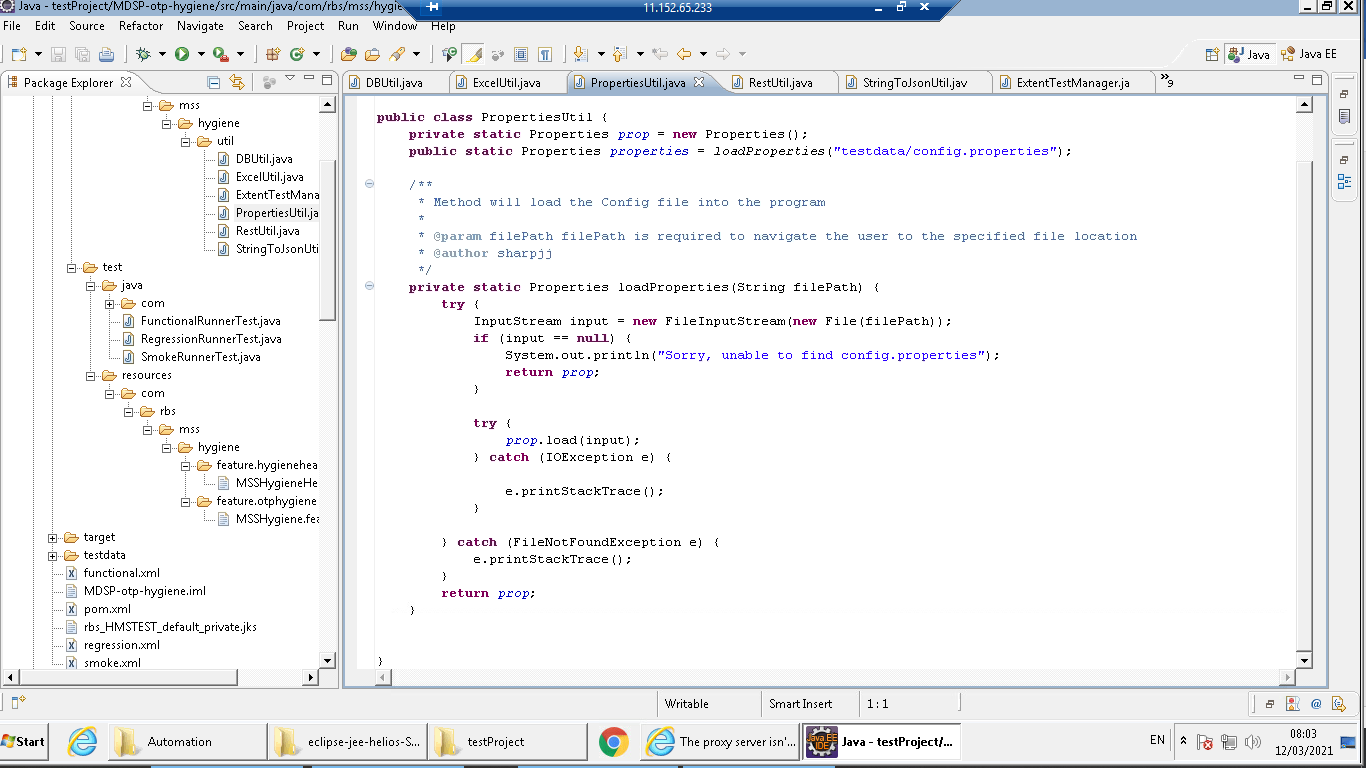 Java - testProject/MDSP-otp-hygiene/src/main/java/com/rbs/mss/hygie
11.152.65.233
File Edit Source Refactor Navigate Search Project Run Window Help
Java Java EE
Package Explorer
DBUtil.java ExcelUtil.java PropertiesUtil.java RestUtil.java StringToJsonUtil.jav ExtentTestManager.ja »9
mss
hygiene
util
DBUtil.java
ExcelUtil.java
ExtentTestMana
PropertiesUtil.ja
RestUtil.java
StringToJsonUti
test
java
com
FunctionalRunnerTest.java
RegressionRunnerTest.java
SmokeRunnerTest.java
resources
com
rbs
mss
hygiene
feature.hygienehea
MSSHygieneHe
feature.otphygiene
MSSHygiene.fea
target
testdata
functional.xml
MDSP-otp-hygiene.iml
pom.xml
rbs_HMSTEST_default_private.jks
regression.xml
smoke.xml
public class PropertiesUtil {
private static Properties prop = new Properties();
public static Properties properties = loadProperties("testdata/config.properties");
/**
* Method will load the Config file into the program
*
* @param filePath filePath is required to navigate the user to the specified file location
* @author sharpjj
*/
private static Properties loadProperties(String filePath) {
try {
InputStream input = new FileInputStream(new File(filePath));
if (input == null) {
System.out.println("Sorry, unable to find config.properties");
return prop;
}
try {
prop.load(input);
} catch (IOException e) {
e.printStackTrace();
}
} catch (FileNotFoundException e) {
e.printStackTrace();
}
return prop;
}
}
Writable Smart Insert 1 : 1
Start Automation eclipse-jee-helios-S... testProject The proxy server isn'... Java - testProject/... EN 08:03
12/03/2021